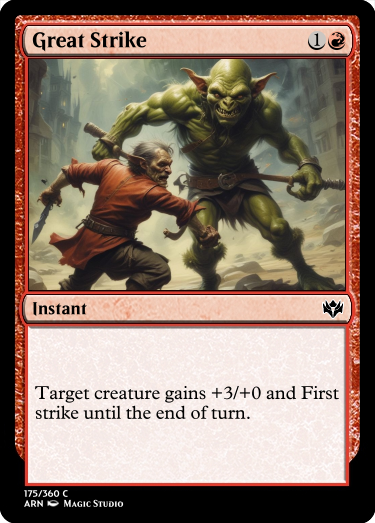 Great Strike 1
Instant
Target creature gains +3/+0 and First
strike until the end of turn.
175/360 C
ARN Magic Studio